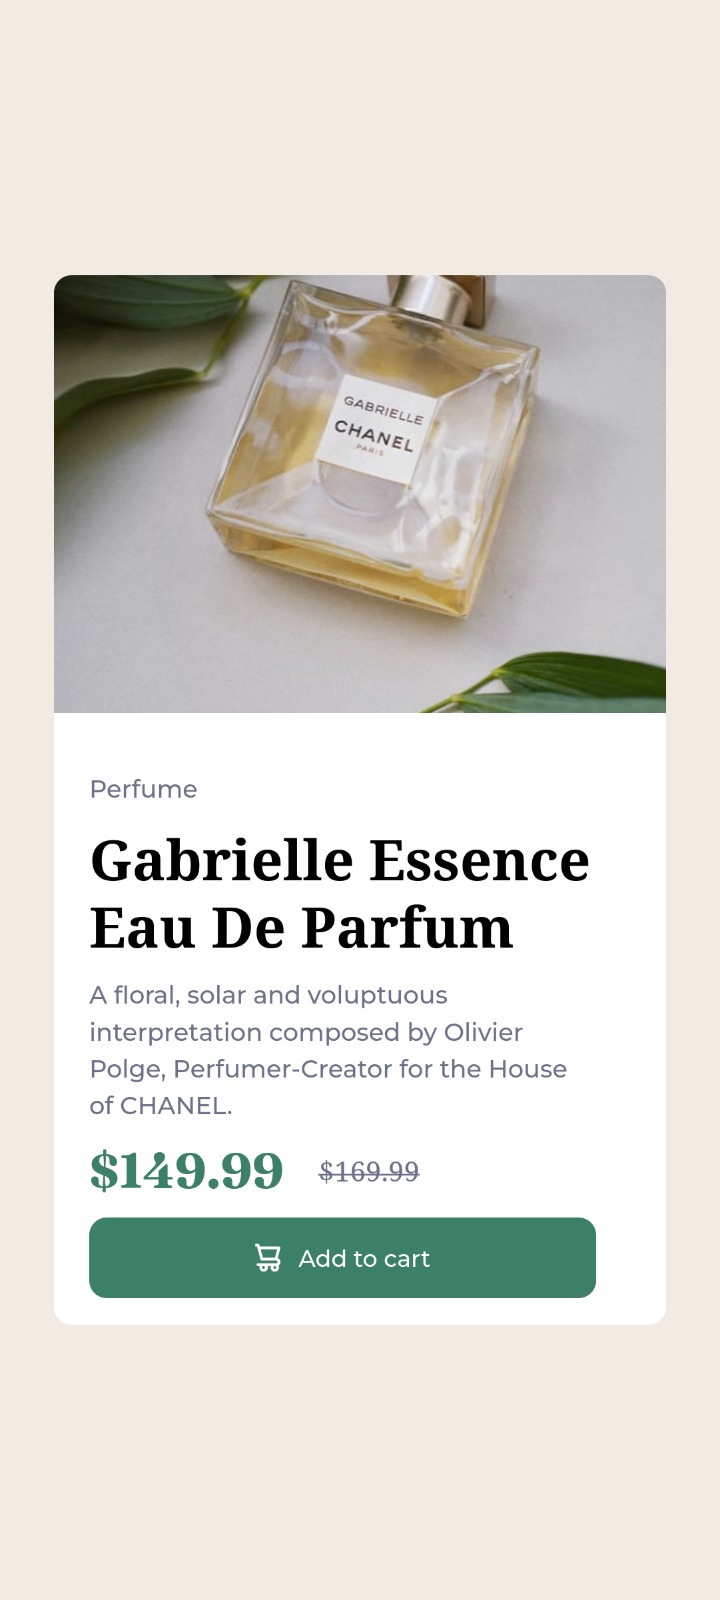 GABRIELLE
CHANEL
PARIS
Perfume
Gabrielle Essence
Eau De Parfum
A floral, solar and voluptuous
interpretation composed by Olivier
Polge, Perfumer-Creator for the House
of CHANEL.
$149.99 $169.99
Add to cart